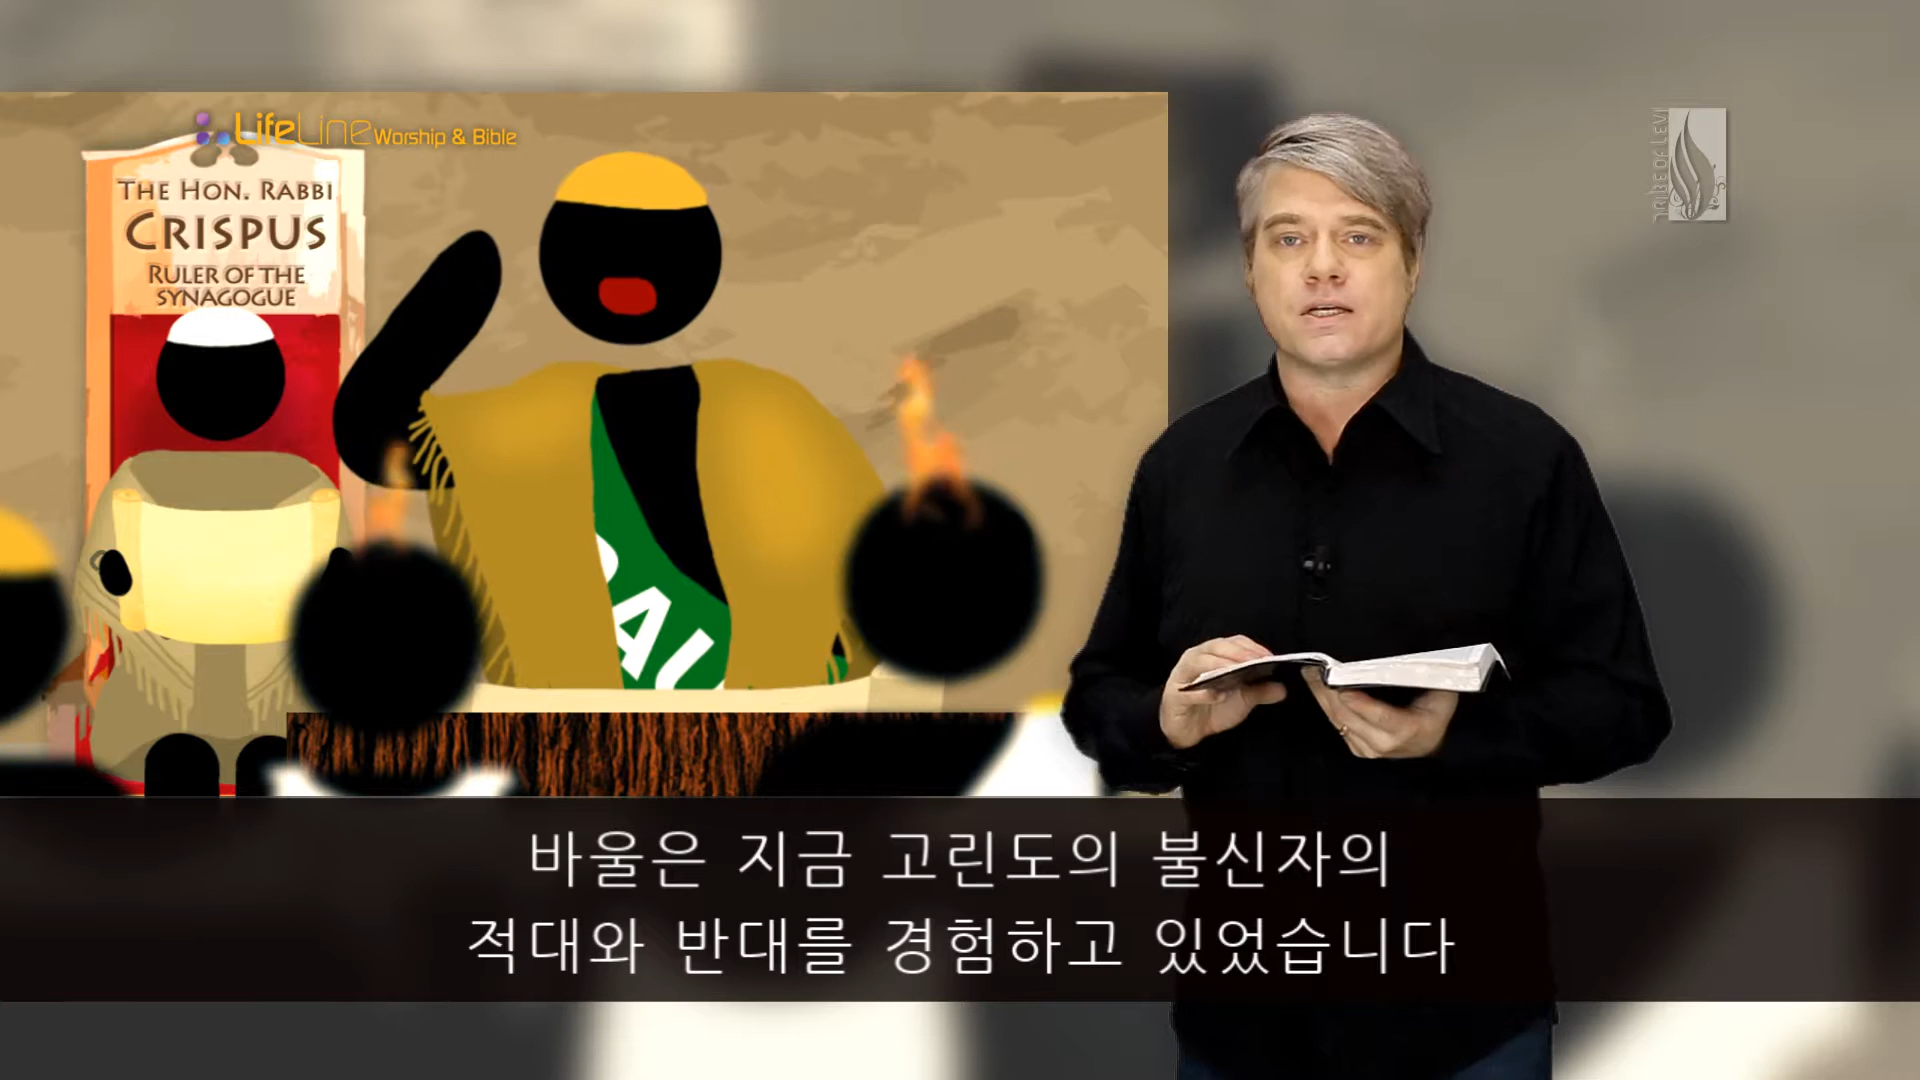 LifeLine Worship & Bible
THE HON. RABBI
CRISPUS
RULER OF THE
SYNAGOGUE
TRIBE OF LEVI
바울은 지금 고린도의 불신자의
적대와 반대를 경험하고 있었습니다